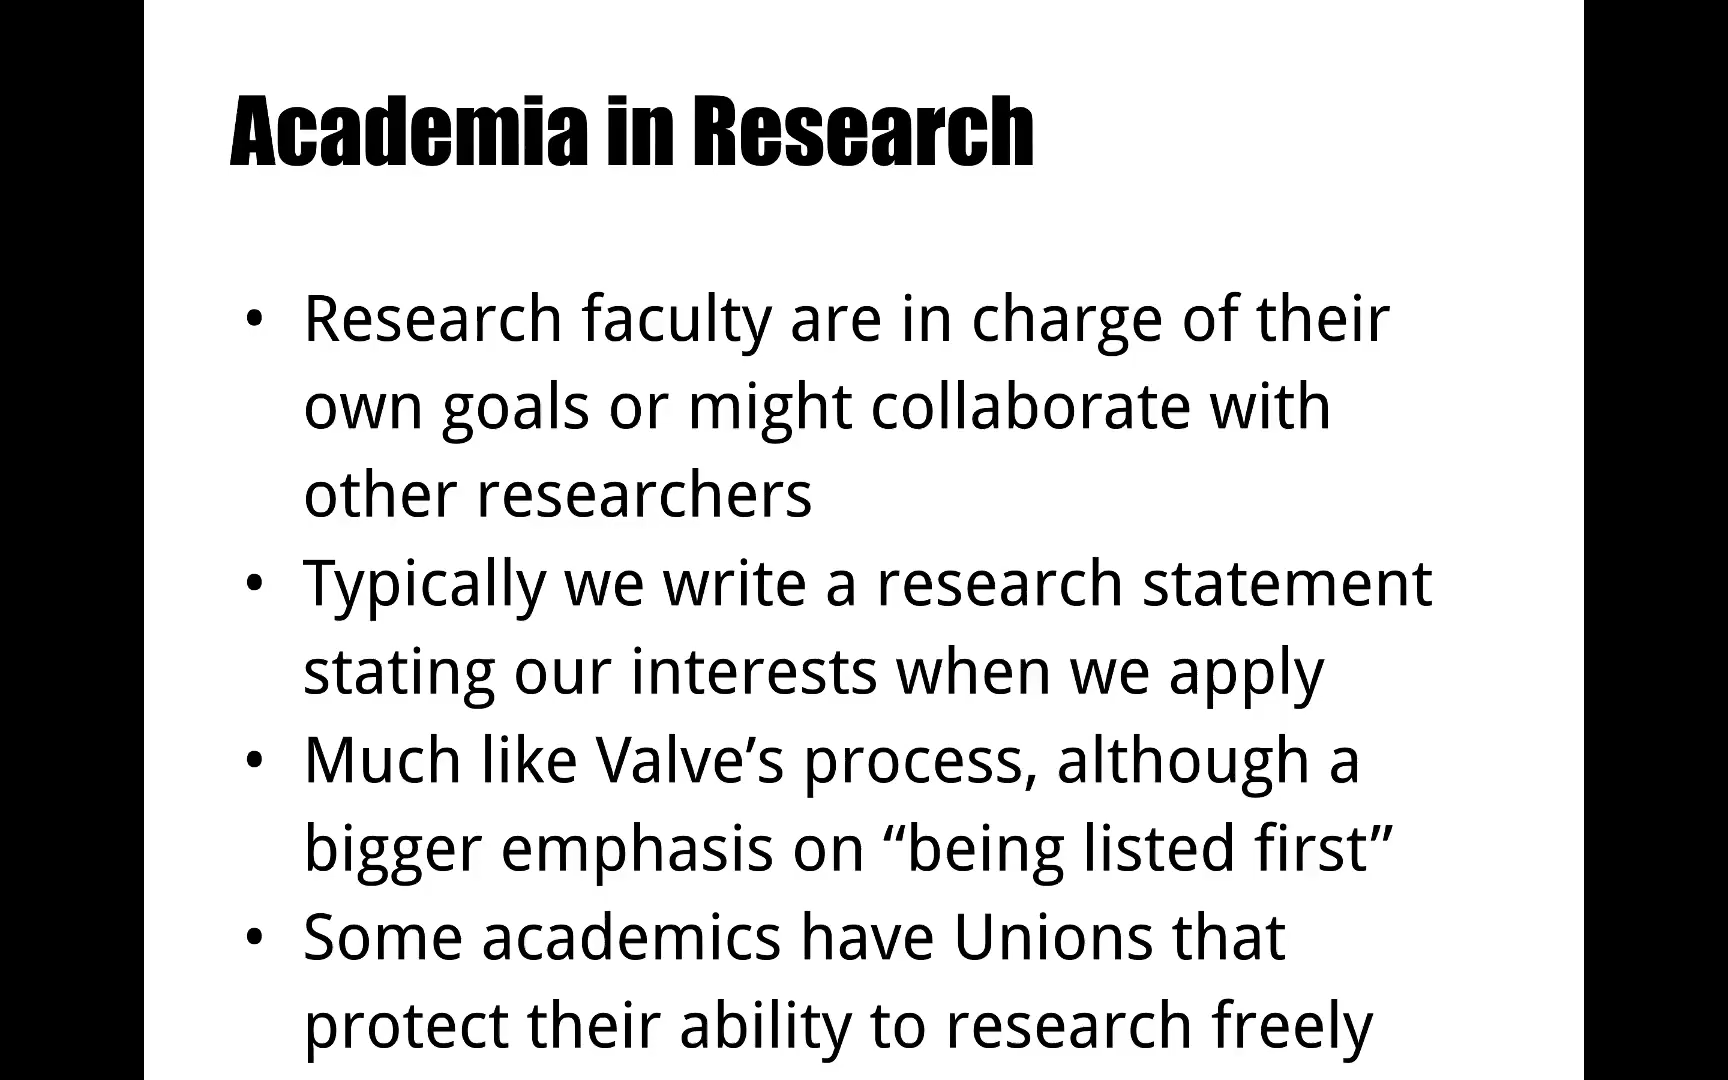 Academia in Research
• Research faculty are in charge of their
own goals or might collaborate with
other researchers
• Typically we write a research statement
stating our interests when we apply
• Much like Valve’s process, although a
bigger emphasis on “being listed first”
• Some academics have Unions that
protect their ability to research freely